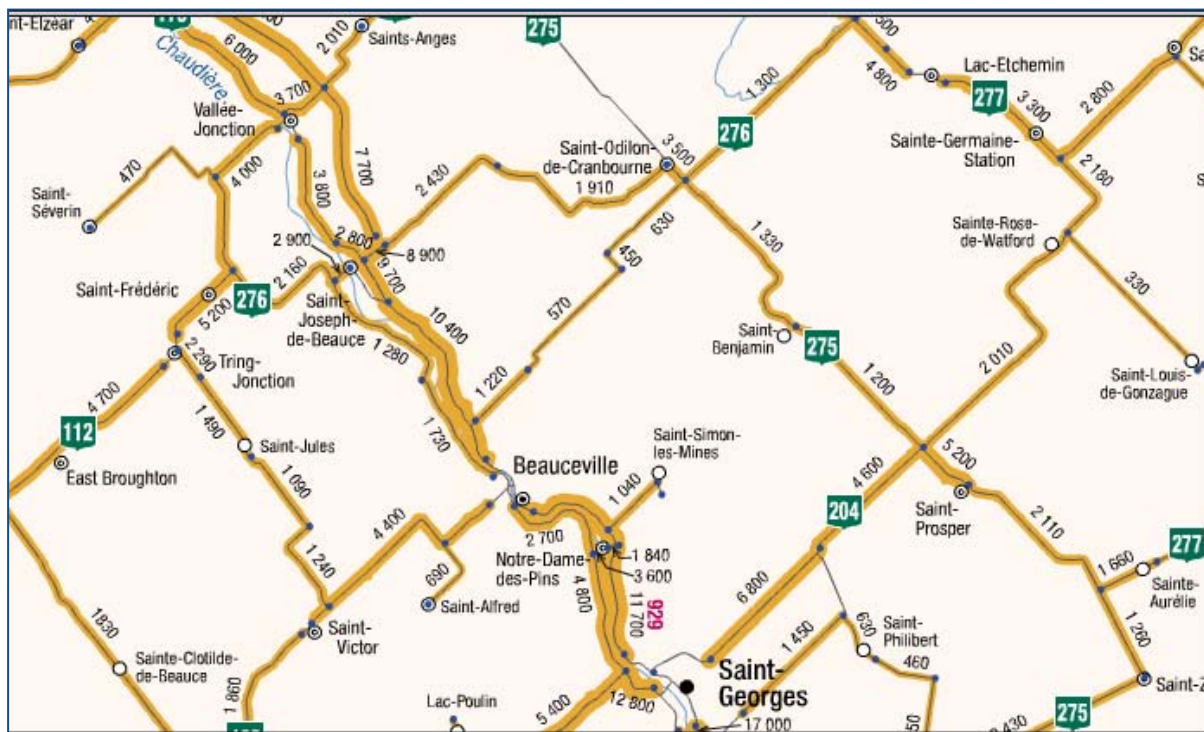 275
Saint-Elzéar
173
6 000
Chaudière
2 010
Saints-Anges
500
4 800
Lac-Etchemin
277
3 300
2 800
Sainte-Germaine-
Station
1 300
276
3 700
Vallée-
Jonction
7 700
3 800
4 000
470
Saint-
Séverin
2 430
Saint-Odilon-
de-Cranbourne
1 910
3 500
2 180
Sainte-Rose-
de-Watford
330
Saint-Louis-
de-Gonzague
630
450
1 330
2 800
2 900
8 900
9 700
2 160
Saint-Frédéric
276
5 200
Saint-
Joseph-
de-Beauce
10 400
570
Saint-
Benjamin
275
2 010
2 290
Tring-
Jonction
1 280
1 220
1 200
4 700
112
1 490
Saint-Jules
1 730
East Broughton
Beauceville
Saint-Simon-
les-Mines
1 040
4 600
5 200
Saint-
Prosper
204
2 110
1 090
4 400
2 700
Notre-Dame-
des-Pins
1 840
3 600
4 800
11 700
929
1 240
690
Saint-Alfred
6 800
1 660
277
Sainte-
Aurélie
1 260
1830
Sainte-Clotilde-
de-Beauce
Saint-
Victor
1 860
Lac-Poulin
5 400
12 800
Saint-
Georges
17 000
1 450
630
Saint-
Philibert
460
275